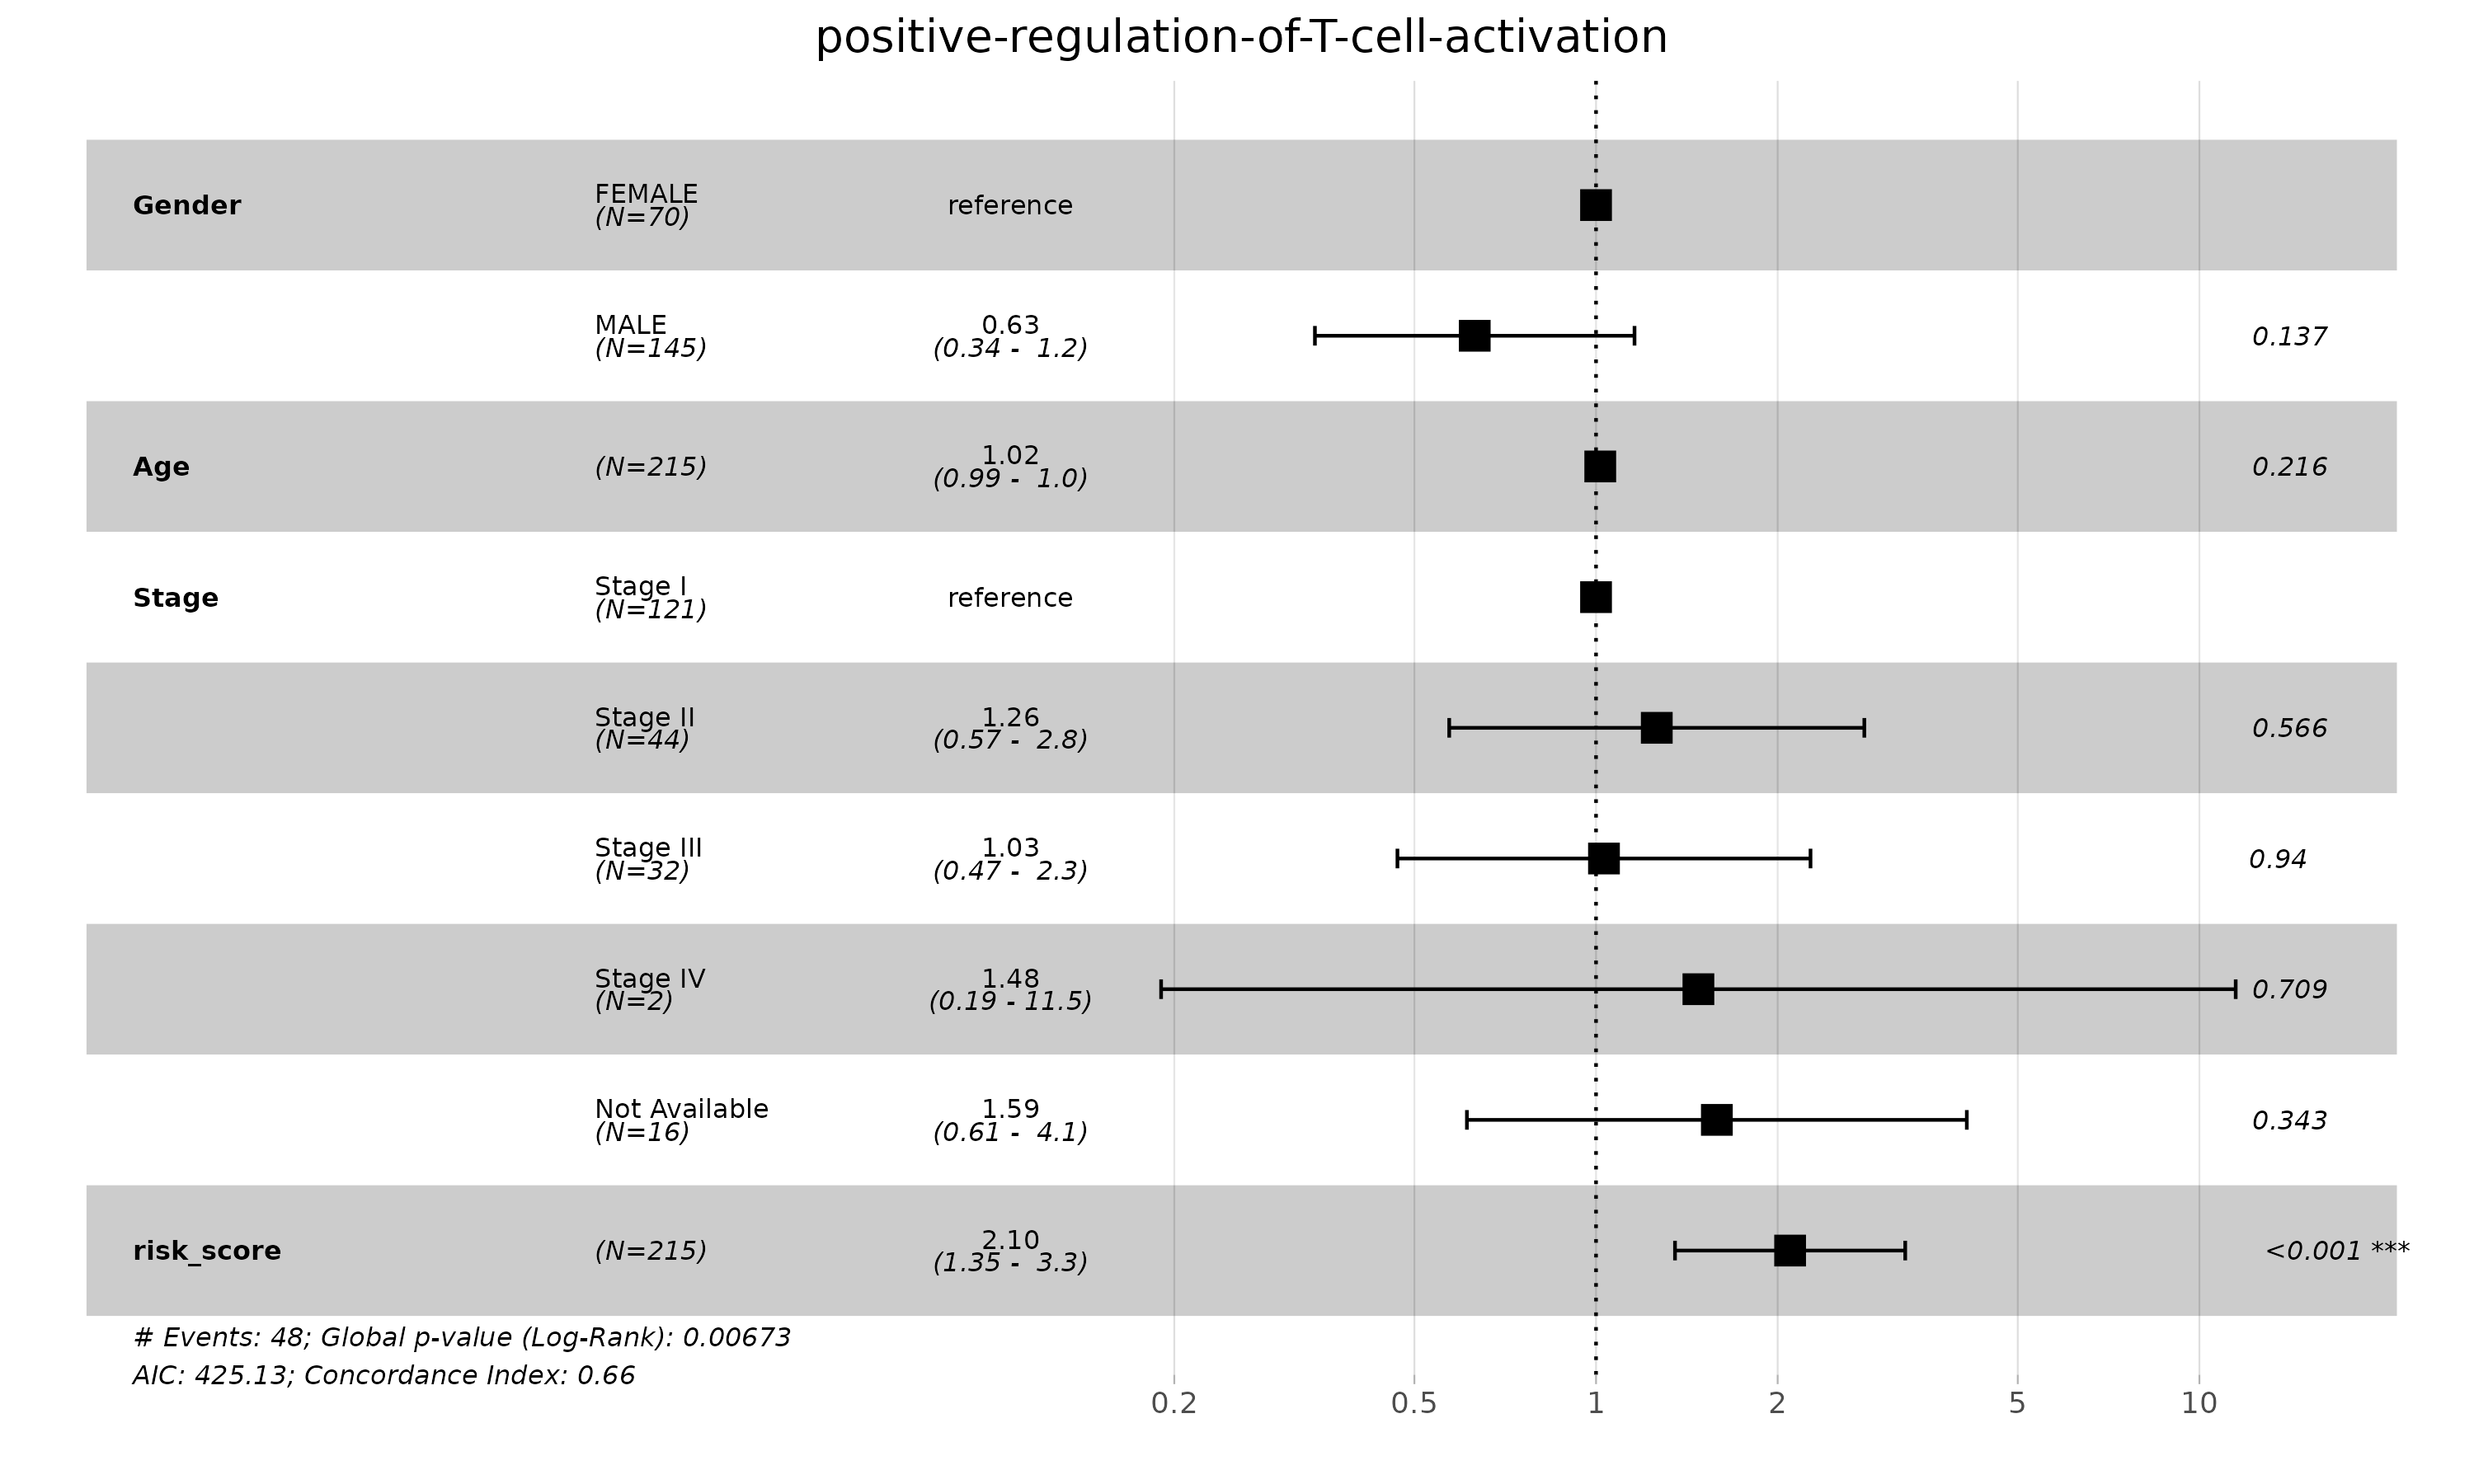 positive-regulation-of-T-cell-activation
Gender FEMALE reference
(N=70)
MALE 0.63 0.137
(N=145) (0.34 - 1.2)
Age (N=215) 1.02 0.216
(0.99 - 1.0)
Stage Stage I reference
(N=121)
Stage II 1.26 0.566
(N=44) (0.57 - 2.8)
Stage III 1.03 0.94
(N=32) (0.47 - 2.3)
Stage IV 1.48 0.709
(N=2) (0.19 - 11.5)
Not Available 1.59 0.343
(N=16) (0.61 - 4.1)
risk_score (N=215) 2.10 <0.001 ***
(1.35 - 3.3)
# Events: 48; Global p-value (Log-Rank): 0.00673
AIC: 425.13; Concordance Index: 0.66
0.2 0.5 1 2 5 10